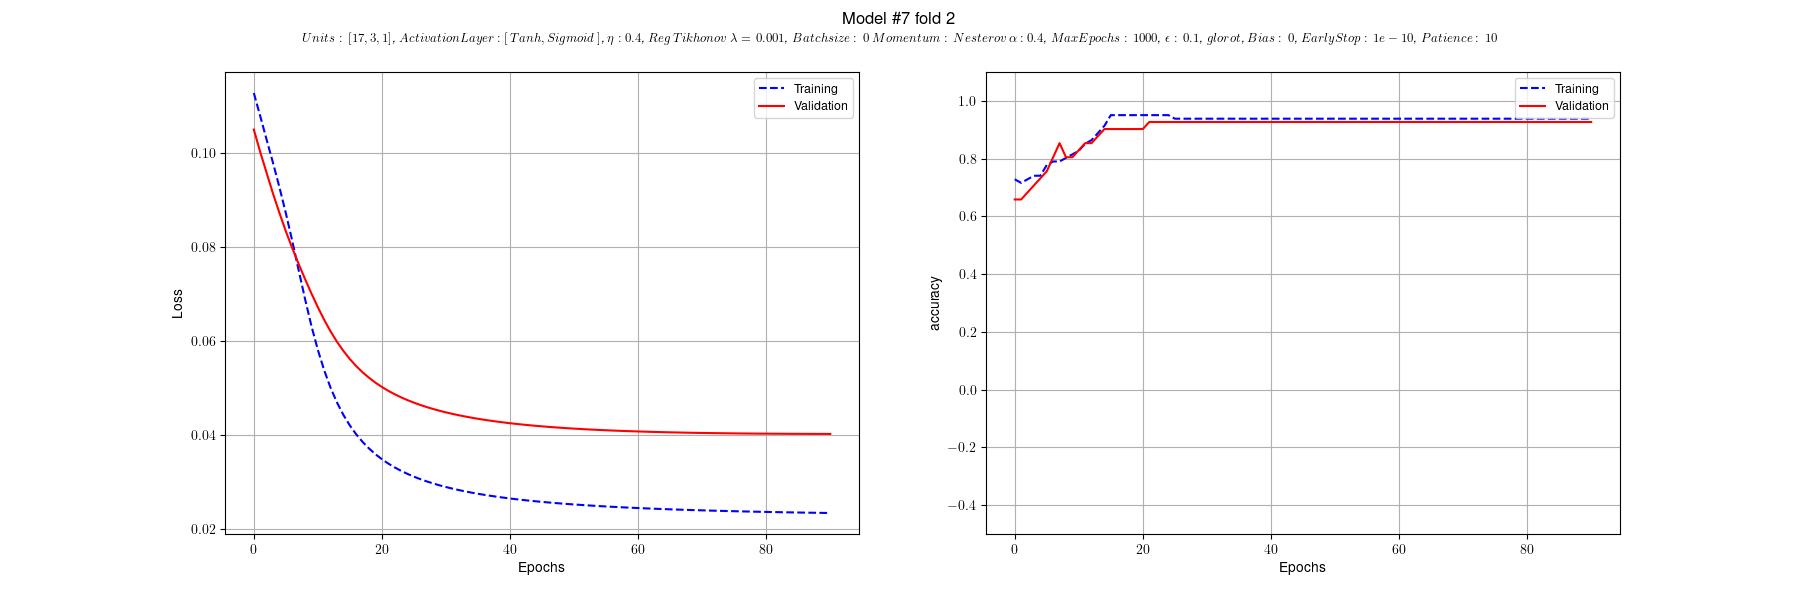 Model #7 fold 2
Units : [17, 3, 1], ActivationLayer : [ Tanh, Sigmoid ], η : 0.4, Reg Tikhonov λ = 0.001, Batchsize : 0 Momentum : Nesterov α : 0.4, MaxEpochs : 1000, ϵ : 0.1, glorot, Bias : 0, EarlyStop : 1e − 10, Patience : 10
Training
Validation
0.10
0.08
0.06
0.04
0.02
Loss
0 20 40 60 80
Epochs
Training
Validation
1.0
0.8
0.6
0.4
0.2
0.0
−0.2
−0.4
accuracy
0 20 40 60 80
Epochs